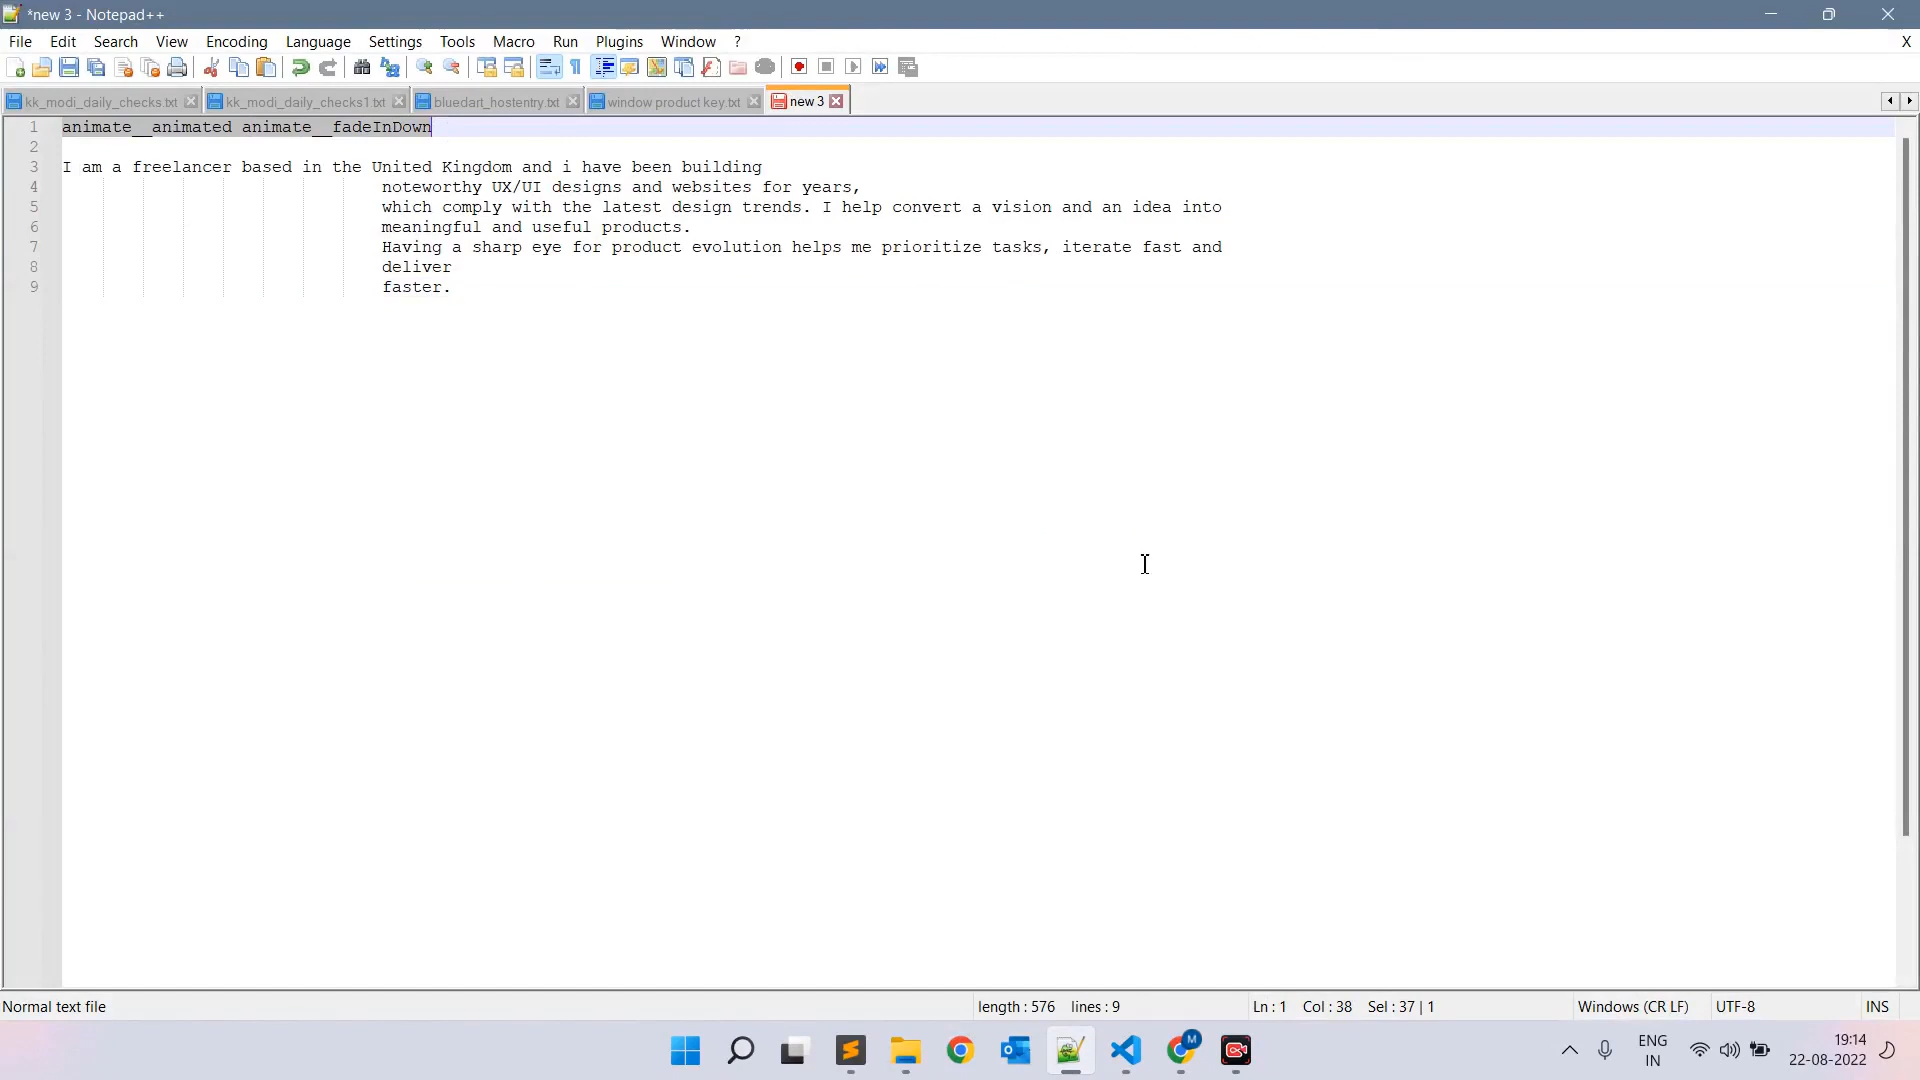 *new 3 - Notepad++
File Edit Search View Encoding Language Settings Tools Macro Run Plugins Window ? X
kk_modi_daily_checks.txt kk_modi_daily_checks1.txt bluedart_hostentry.txt window product key.txt new 3
1 animate__animated animate__fadeInDown
2
3 I am a freelancer based in the United Kingdom and i have been building
4 noteworthy UX/UI designs and websites for years,
5 which comply with the latest design trends. I help convert a vision and an idea into
6 meaningful and useful products.
7 Having a sharp eye for product evolution helps me prioritize tasks, iterate fast and
8 deliver
9 faster.
Normal text file length : 576 lines : 9 Ln : 1 Col : 38 Sel : 37 | 1 Windows (CR LF) UTF-8 INS
M
ENG 19:14
IN 22-08-2022